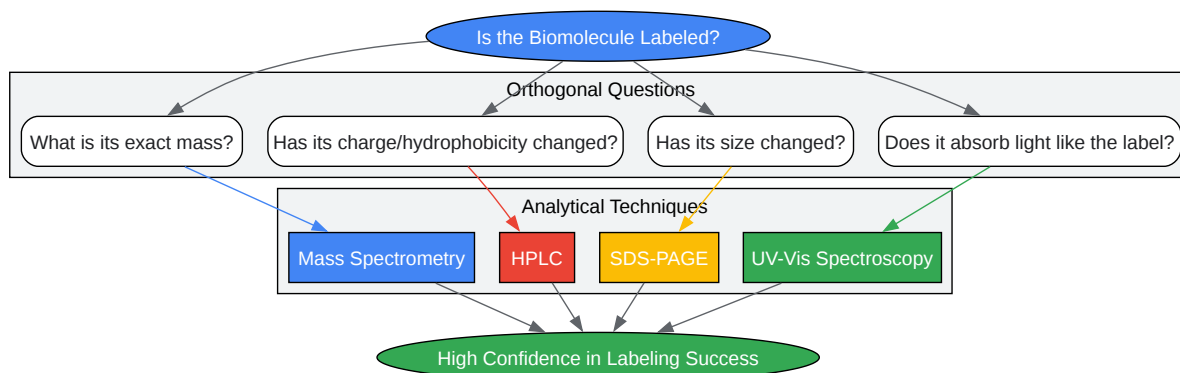 Is the Biomolecule Labeled?
Orthogonal Questions
What is its exact mass?
Has its charge/hydrophobicity changed?
Has its size changed?
Does it absorb light like the label?
Analytical Techniques
Mass Spectrometry
HPLC
SDS-PAGE
UV-Vis Spectroscopy
High Confidence in Labeling Success